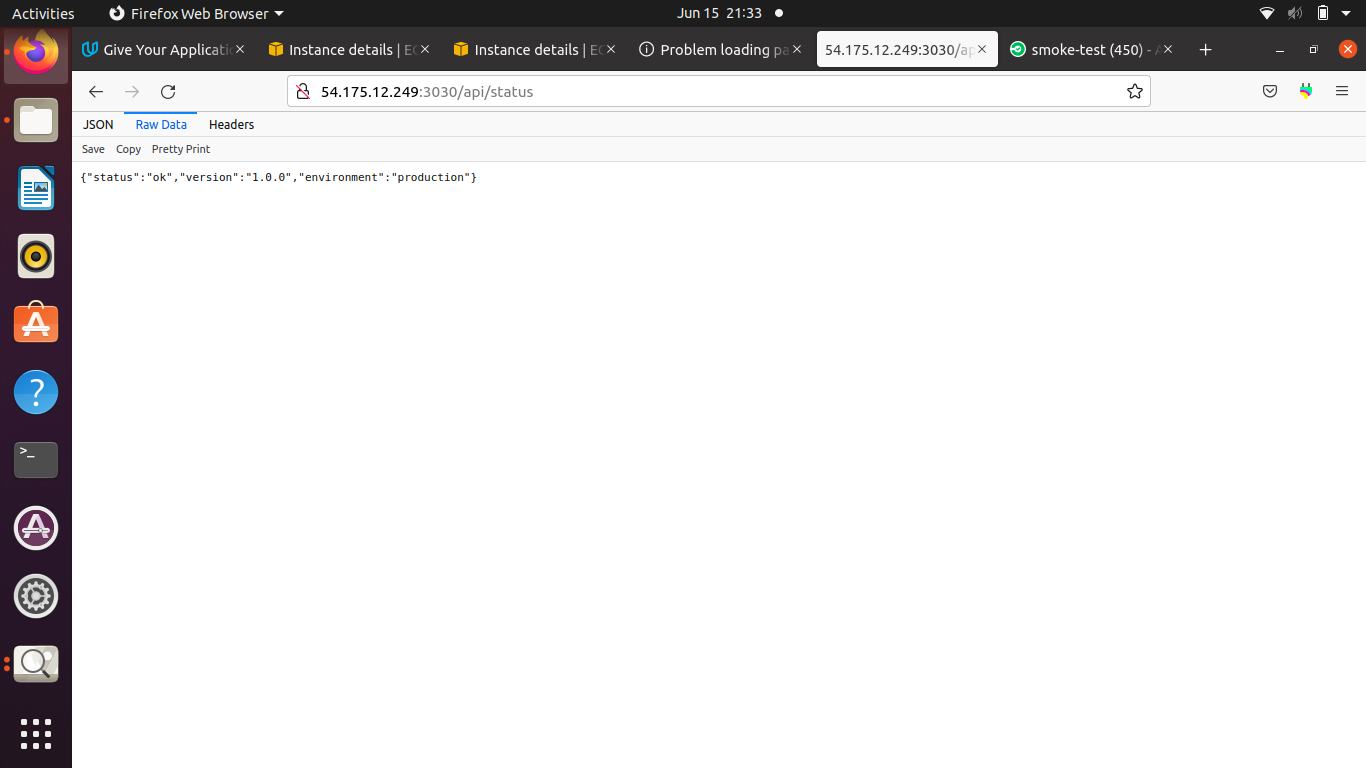 Activities Firefox Web Browser Jun 15 21:33
Give Your Applicati Instance details | EC Instance details | EC Problem loading pa 54.175.12.249:3030/ap smoke-test (450) - A
54.175.12.249:3030/api/status
JSON Raw Data Headers
Save Copy Pretty Print
{"status":"ok","version":"1.0.0","environment":"production"}